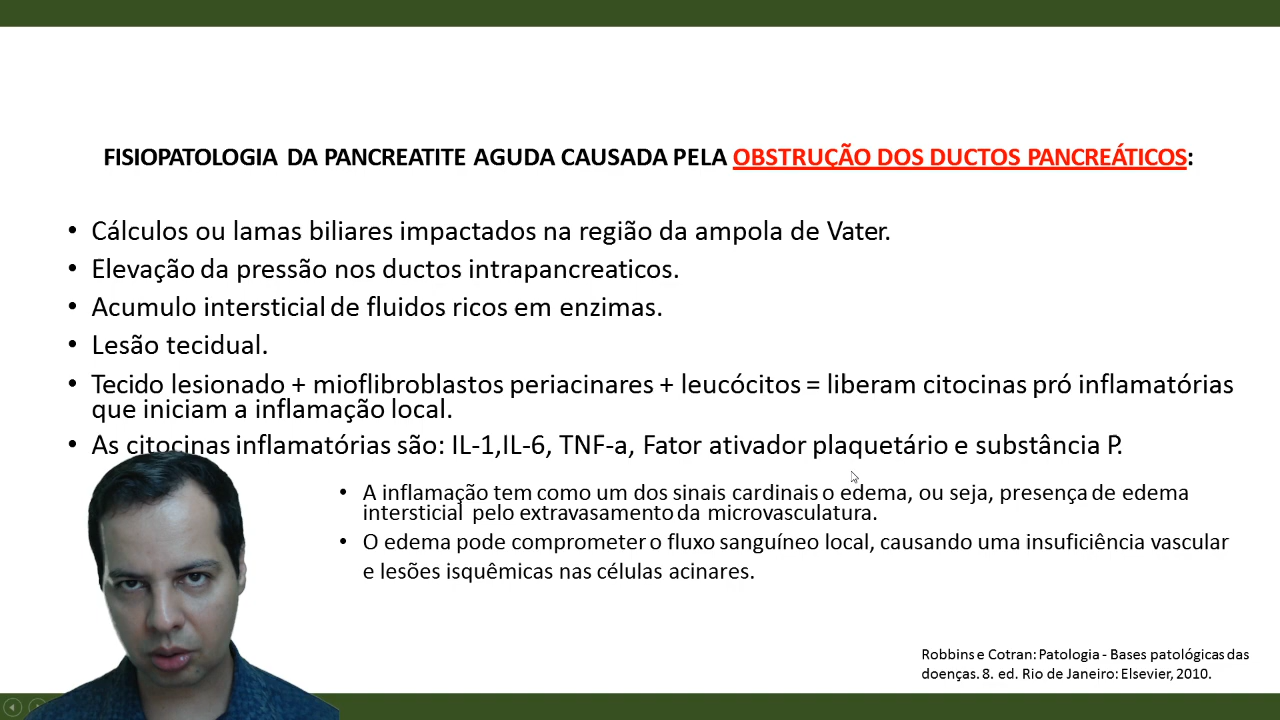 FISIOPATOLOGIA DA PANCREATITE AGUDA CAUSADA PELA OBSTRUÇÃO DOS DUCTOS PANCREÁTICOS:
• Cálculos ou lamas biliares impactados na região da ampola de Vater.
• Elevação da pressão nos ductos intrapancreaticos.
• Acumulo intersticial de fluidos ricos em enzimas.
• Lesão tecidual.
• Tecido lesionado + mioflibroblastos periacinares + leucócitos = liberam citocinas pró inflamatórias
que iniciam a inflamação local.
• As citocinas inflamatórias são: IL-1,IL-6, TNF-a, Fator ativador plaquetário e substância P.
• A inflamação tem como um dos sinais cardinais o edema, ou seja, presença de edema
intersticial pelo extravasamento da microvasculatura.
• O edema pode comprometer o fluxo sanguíneo local, causando uma insuficiência vascular
e lesões isquêmicas nas células acinares.
Robbins e Cotran: Patologia - Bases patológicas das
doenças. 8. ed. Rio de Janeiro: Elsevier, 2010.